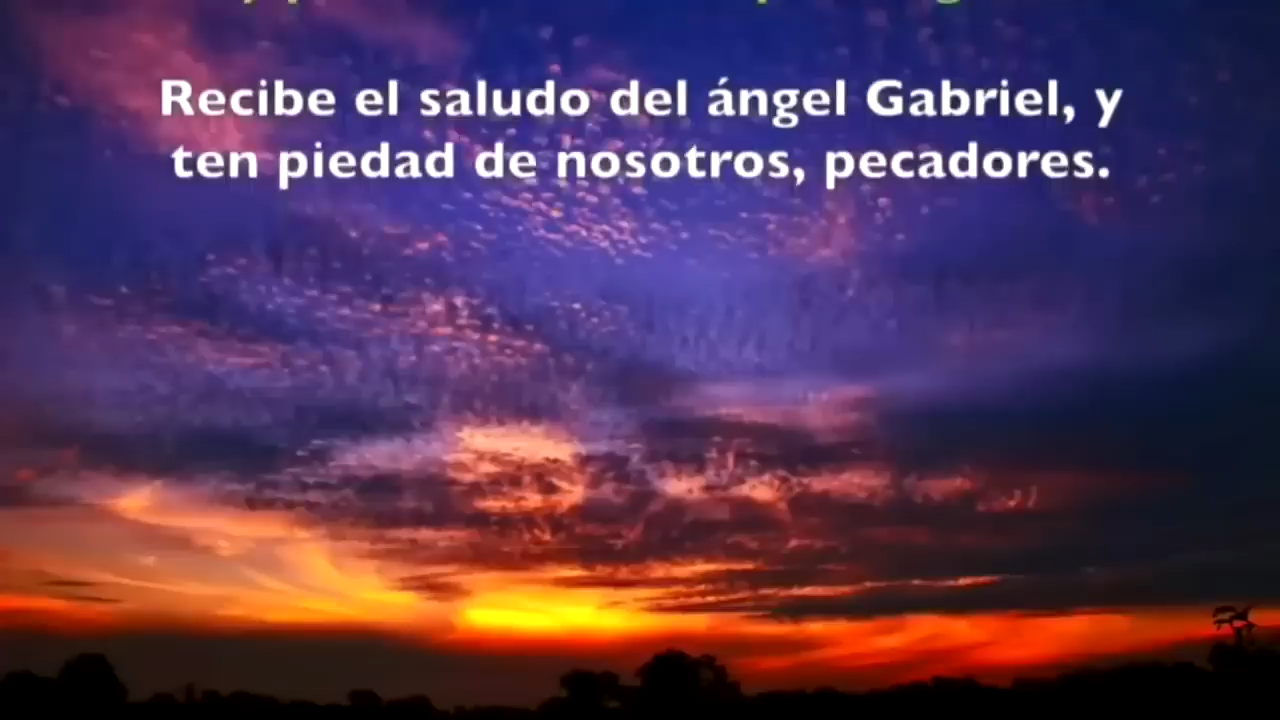 Recibe el saludo del ángel Gabriel, y
ten piedad de nosotros, pecadores.